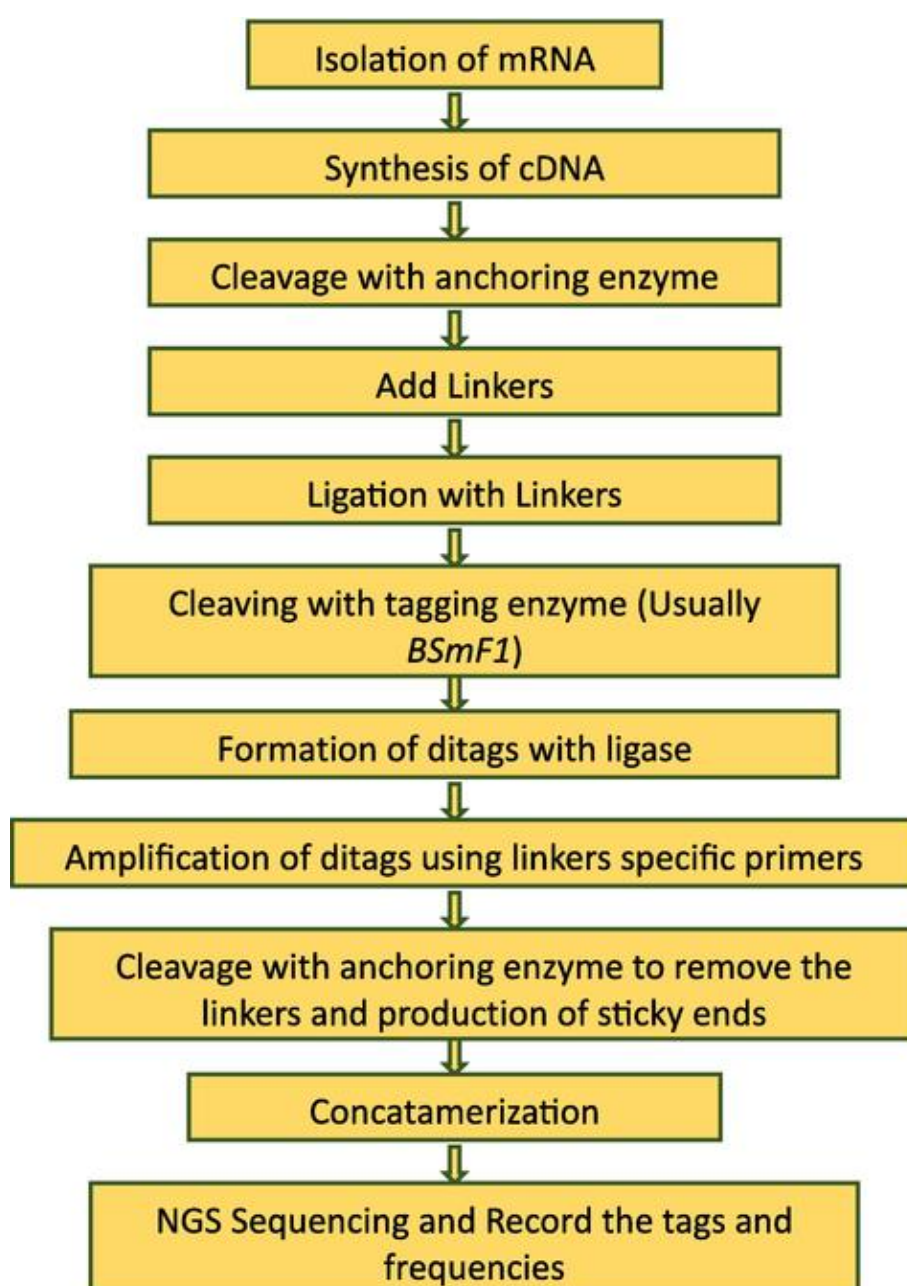 Isolation of mRNA
Synthesis of cDNA
Cleavage with anchoring enzyme
Add Linkers
Ligation with Linkers
Cleaving with tagging enzyme (Usually
BSmF1)
Formation of ditags with ligase
Amplification of ditags using linkers specific primers
Cleavage with anchoring enzyme to remove the
linkers and production of sticky ends
Concatamerization
NGS Sequencing and Record the tags and
frequencies